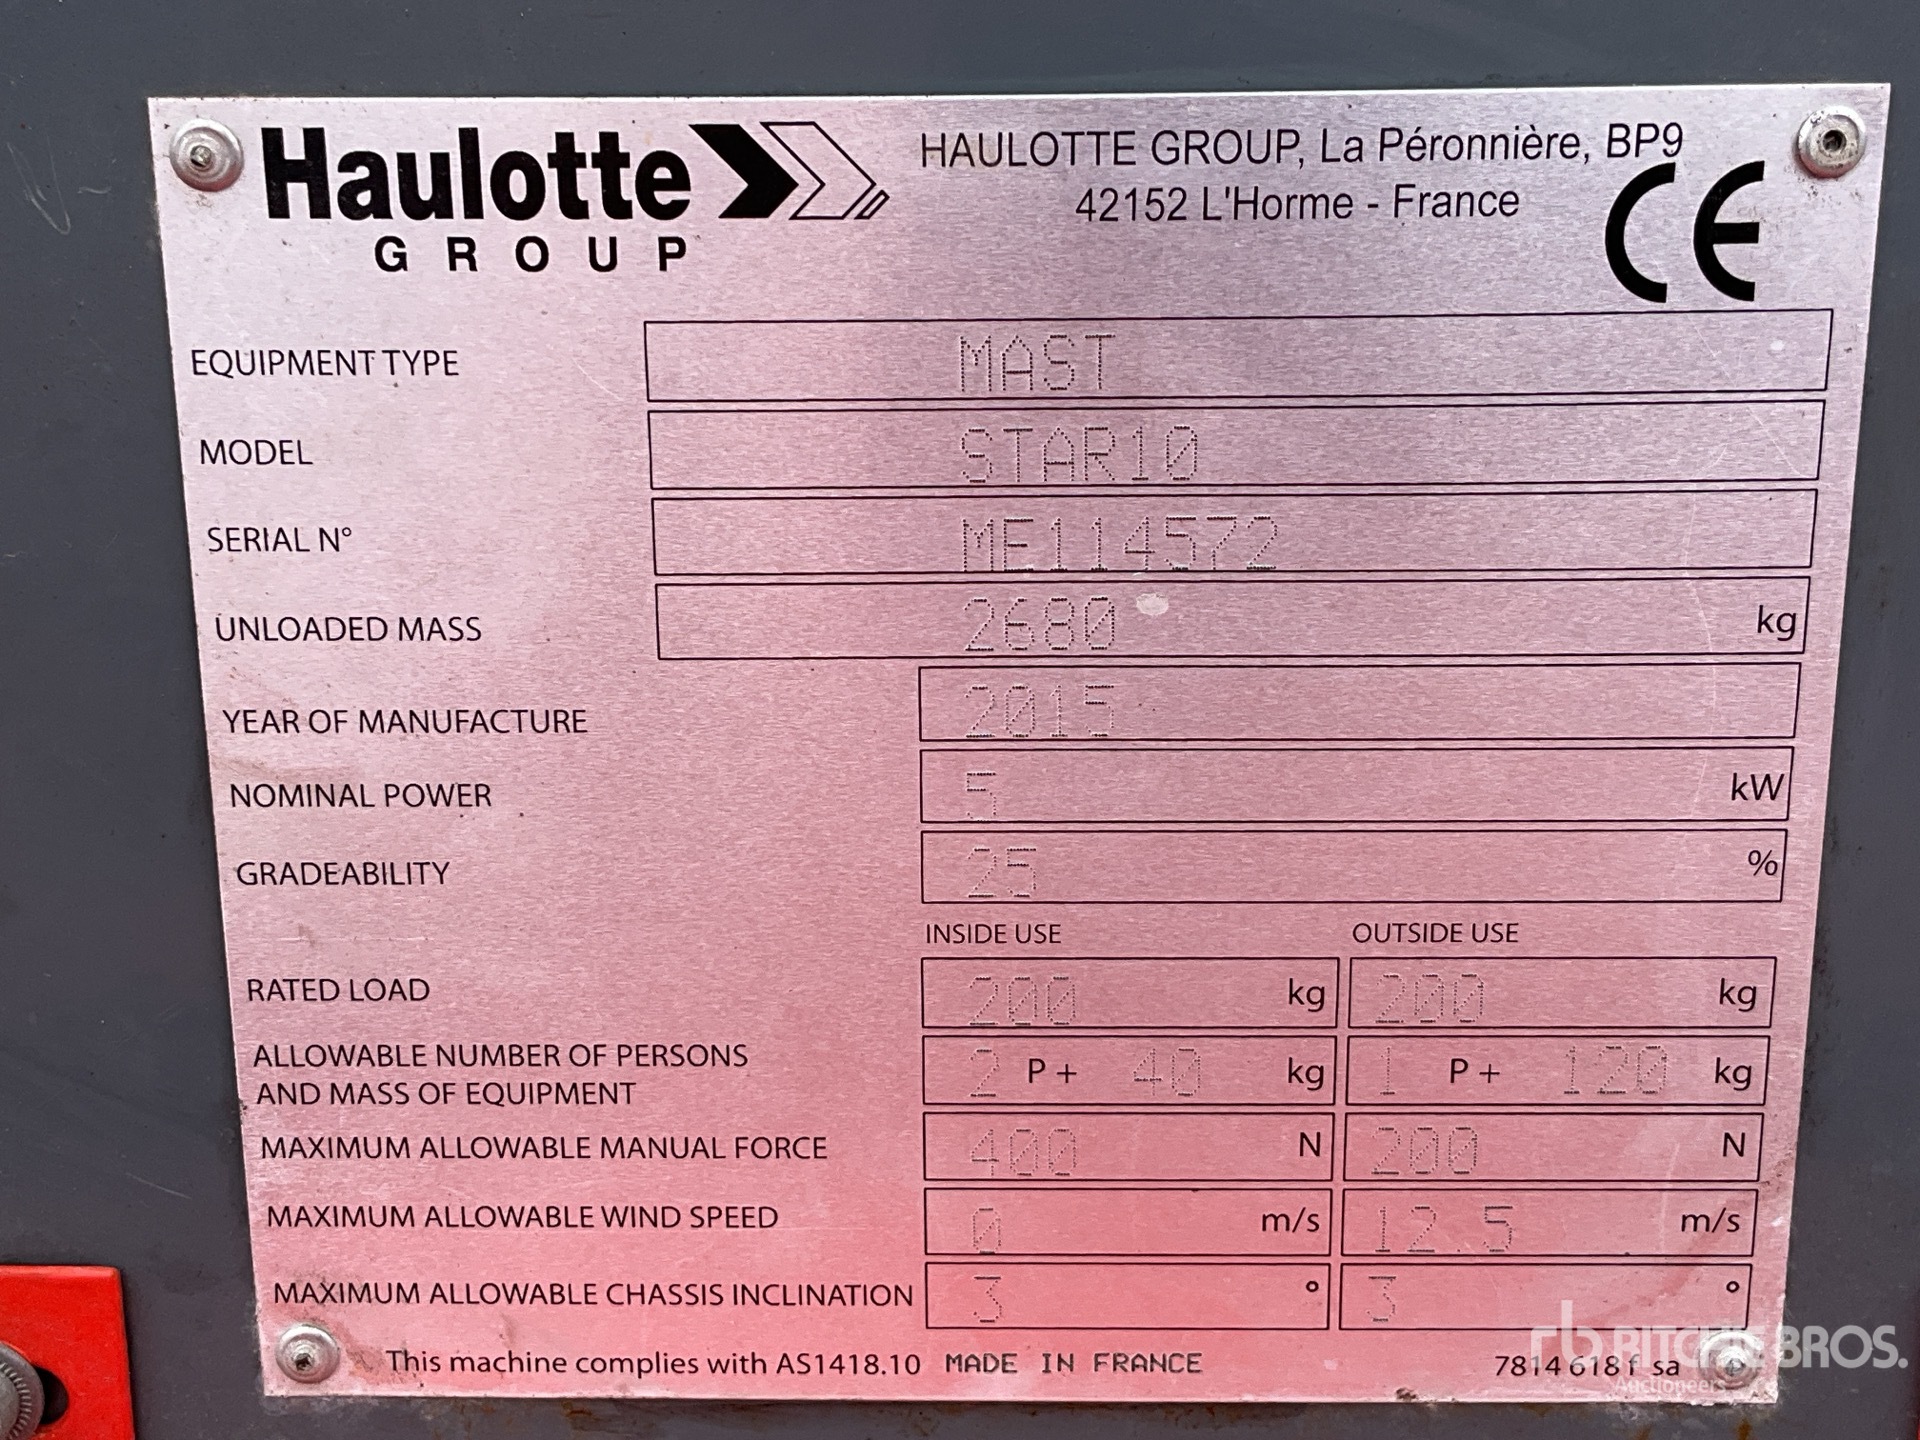 Haulotte
GROUP
HAULOTTE GROUP, La Péronnière, BP9
42152 L'Horme - France
CE
EQUIPMENT TYPE MAST
MODEL STAR10
SERIAL N° ME114572
UNLOADED MASS 2680 kg
YEAR OF MANUFACTURE 2015
NOMINAL POWER 5 kW
GRADEABILITY 25 %
INSIDE USE OUTSIDE USE
RATED LOAD 200 kg 200 kg
ALLOWABLE NUMBER OF PERSONS
AND MASS OF EQUIPMENT 2 P + 40 kg 1 P + 120 kg
MAXIMUM ALLOWABLE MANUAL FORCE 400 N 200 N
MAXIMUM ALLOWABLE WIND SPEED 0 m/s 12.5 m/s
MAXIMUM ALLOWABLE CHASSIS INCLINATION 3 ° 3 °
This machine complies with AS1418.10 MADE IN FRANCE 7814 618 f sa
rb RITCHIE BROS.
Auctioneers